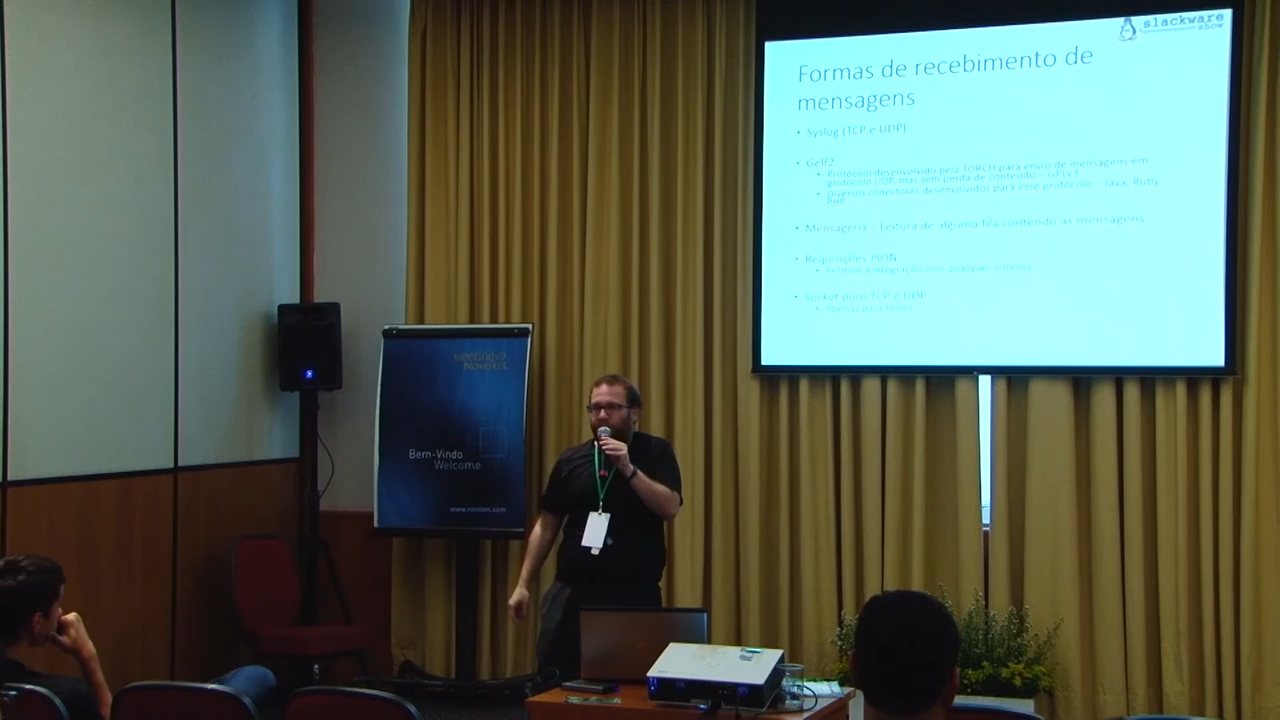 slackware
show
Formas de recebimento de
mensagens
• Syslog (TCP e UDP)
• Gelf2
• Protocolo desenvolvido pela TORCH para envio de mensagens em
protocolo UDP mas sem perda de conteúdo – GPLv3
• Diversos conectores desenvolvidos para esse protocolo – Java, Ruby,
PHP
• Mensageria – Leitura de alguma fila contendo as mensagens
• Requisições JSON
• Permite a integração com qualquer sistema
• Socket puro TCP e UDP
• Apenas para testes
Meeting@
Novotel
Bem-Vindo
Welcome
www.novotel.com